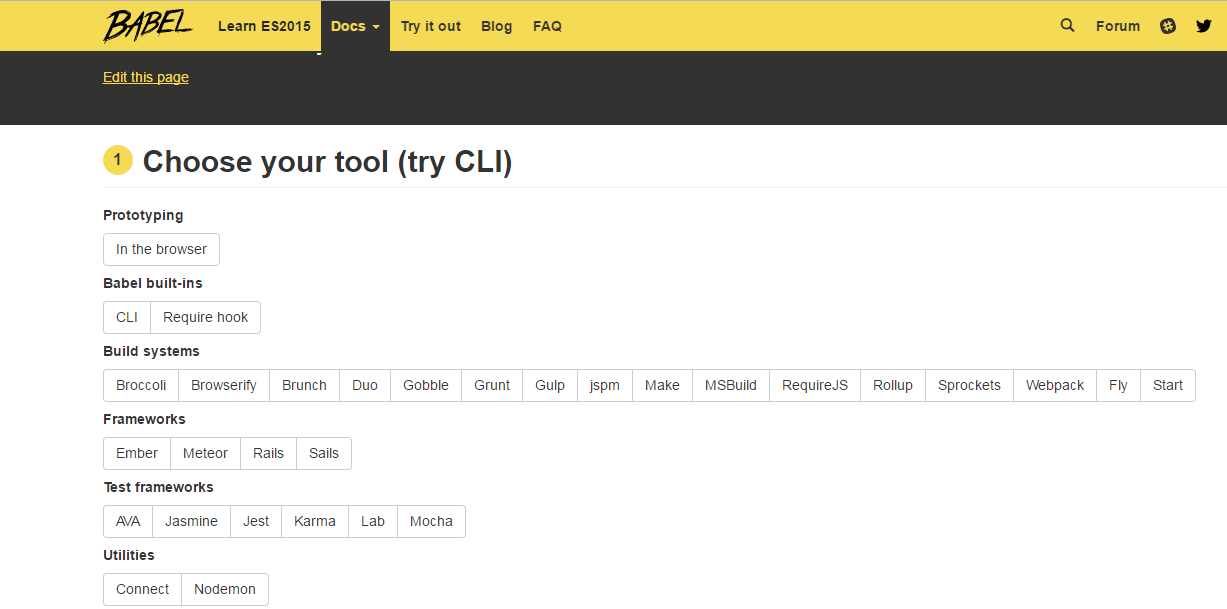 BABEL Learn ES2015 Docs Try it out Blog FAQ Forum
Edit this page
1 Choose your tool (try CLI)
Prototyping
In the browser
Babel built-ins
CLI Require hook
Build systems
Broccoli Browserify Brunch Duo Gobble Grunt Gulp jspm Make MSBuild RequireJS Rollup Sprockets Webpack Fly Start
Frameworks
Ember Meteor Rails Sails
Test frameworks
AVA Jasmine Jest Karma Lab Mocha
Utilities
Connect Nodemon